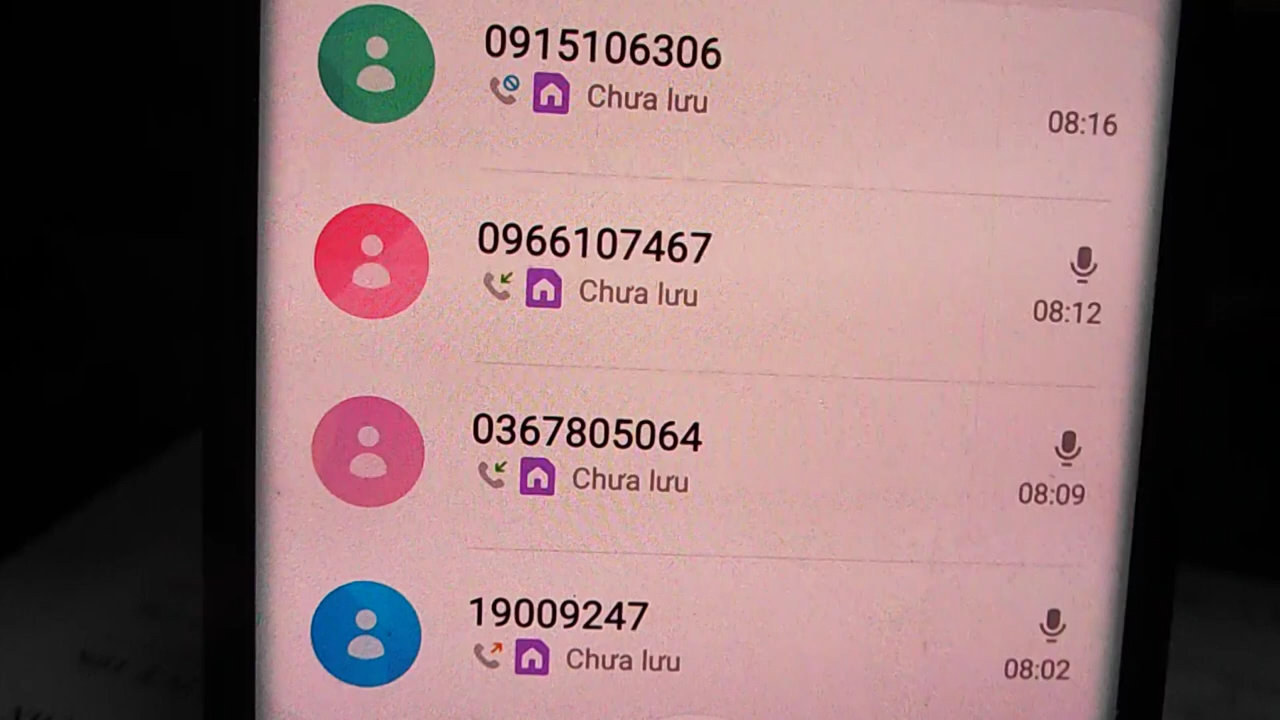 0915106306
Chưa lưu
08:16
0966107467
Chưa lưu
08:12
0367805064
Chưa lưu
08:09
19009247
Chưa lưu
08:02